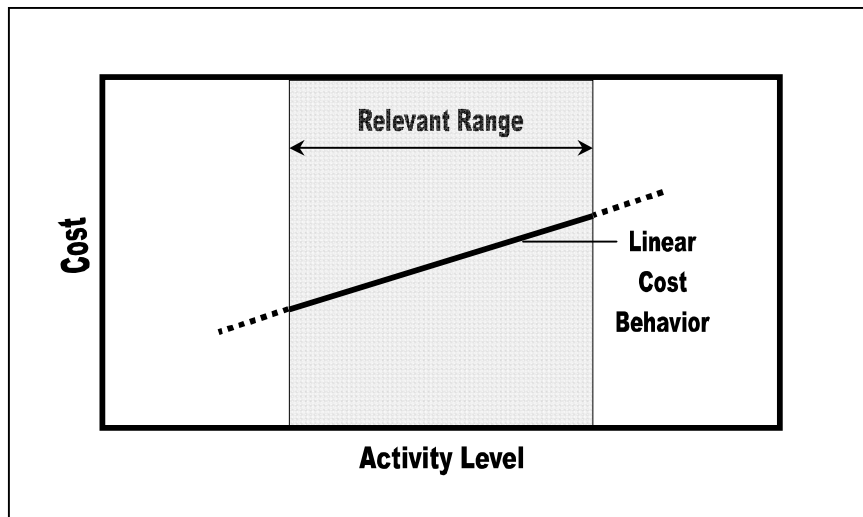 Relevant Range
Cost
Linear
Cost
Behavior
Activity Level